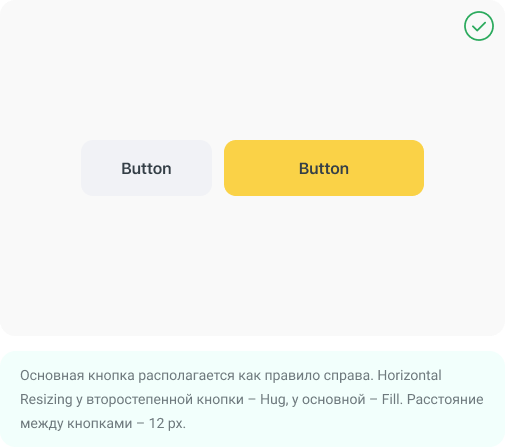 Button Button
Основная кнопка располагается как правило справа. Horizontal
Resizing у второстепенной кнопки – Hug, у основной – Fill. Расстояние
между кнопками – 12 px.